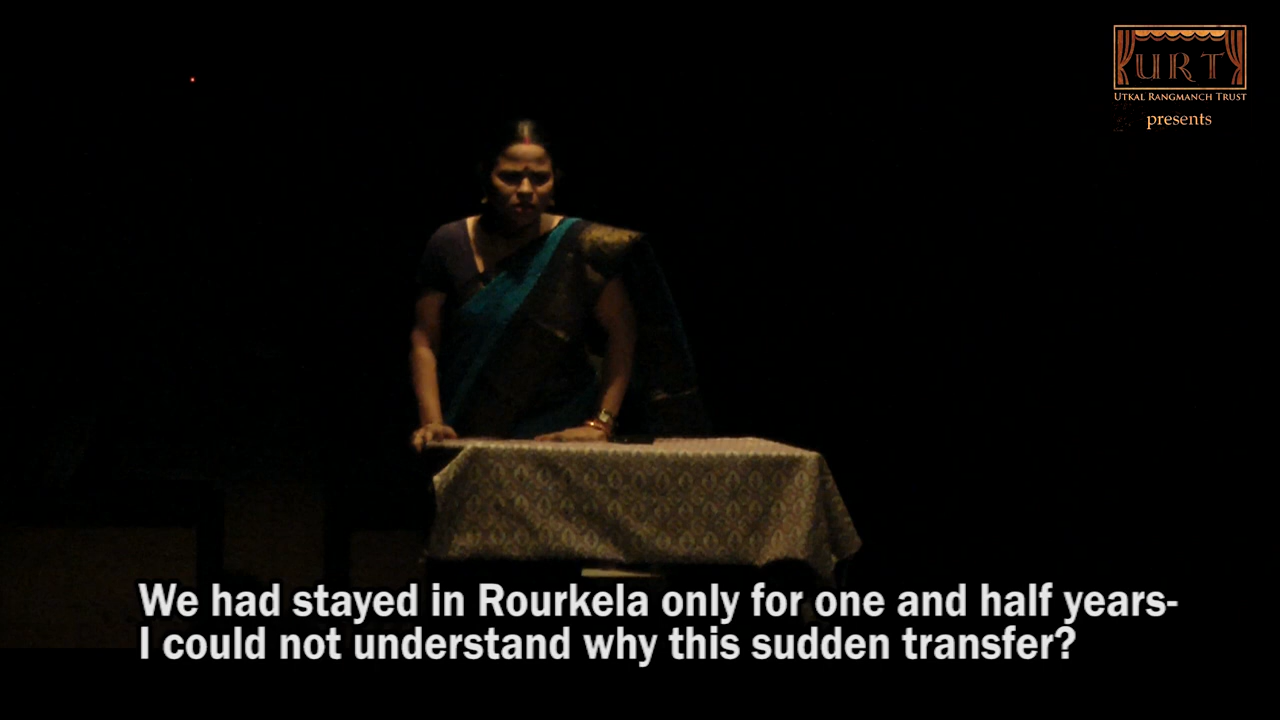 URT
UTKAL RANGMANCH TRUST
presents
We had stayed in Rourkela only for one and half years-
I could not understand why this sudden transfer?